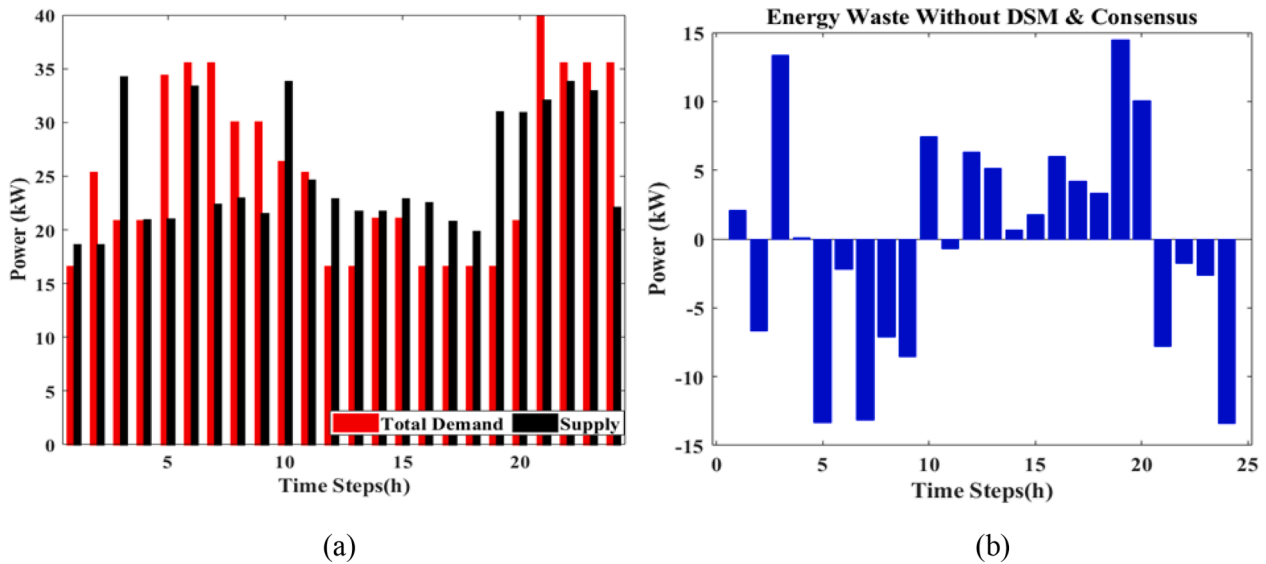 40
35
30
25
20
15
10
5
0
Power (kW)
Total Demand Supply
5 10 15 20
Time Steps(h)
(a)
Energy Waste Without DSM & Consensus
15
10
5
0
-5
-10
-15
Power (kW)
0 5 10 15 20 25
Time Steps(h)
(b)